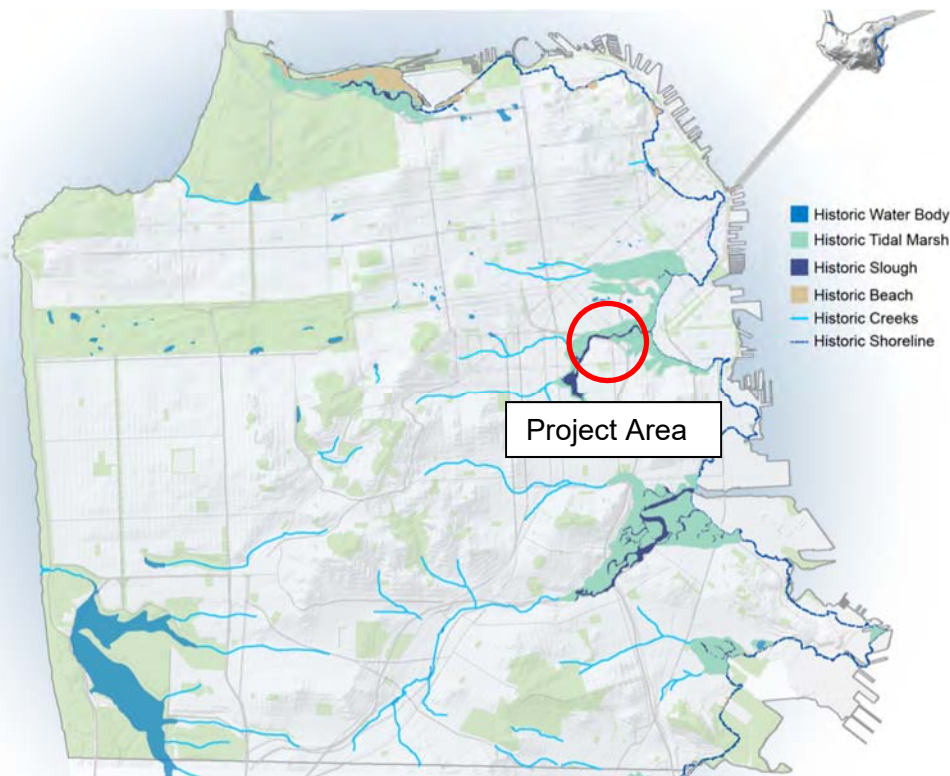 Historic Water Body
Historic Tidal Marsh
Historic Slough
Historic Beach
Historic Creeks
Historic Shoreline
Project Area